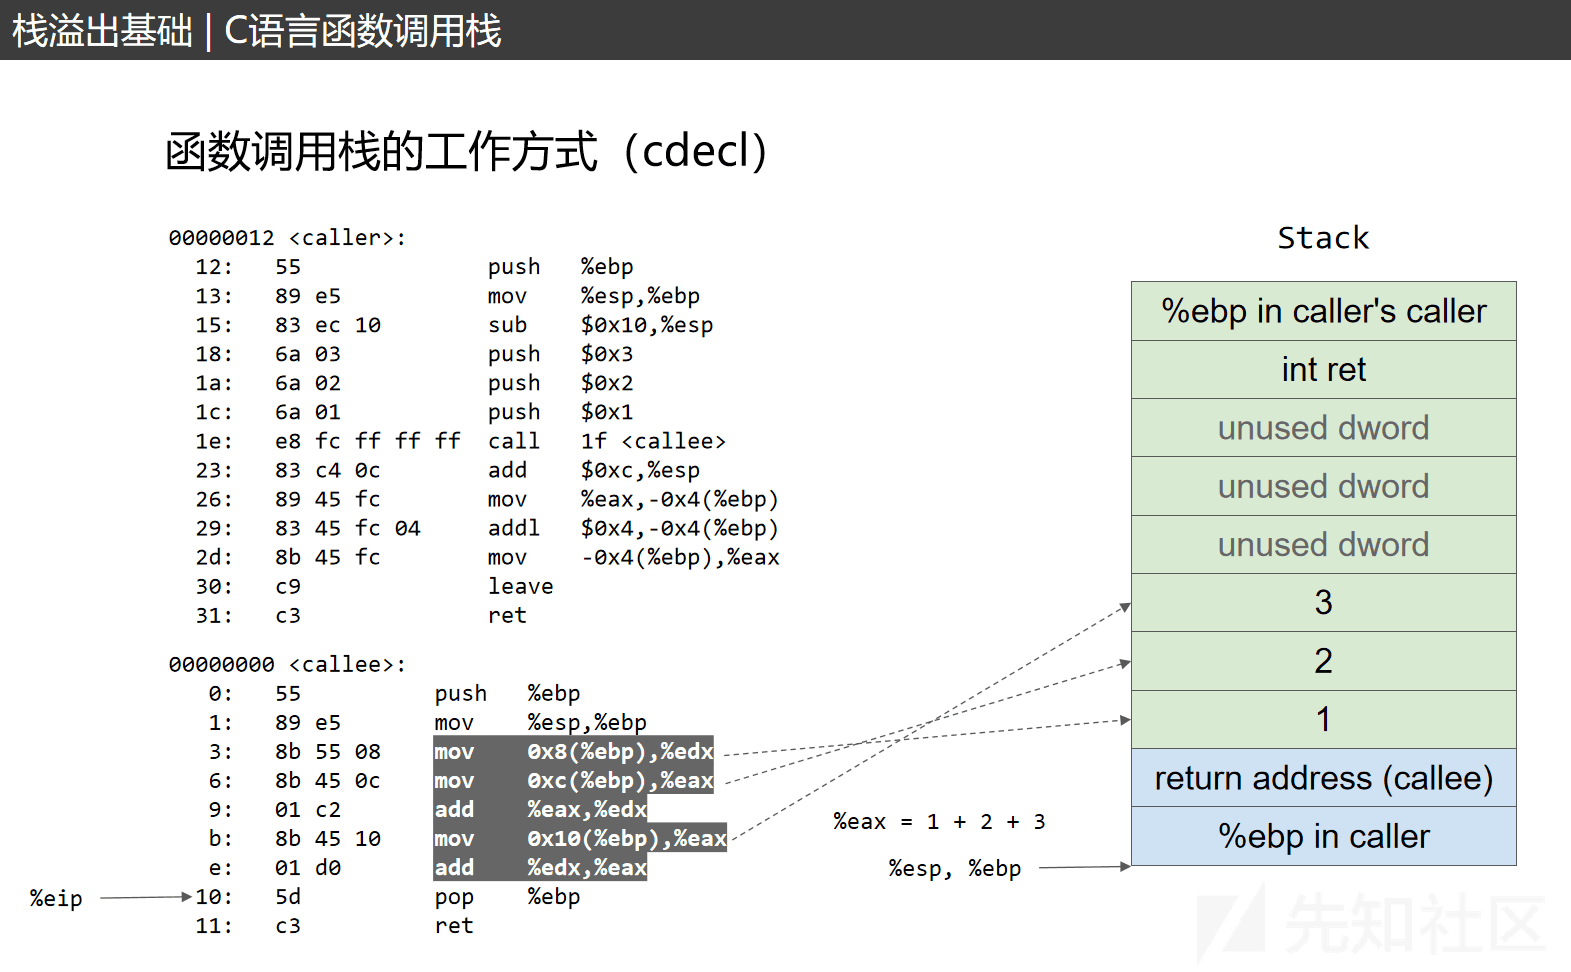 栈溢出基础 | C语言函数调用栈
函数调用栈的工作方式（cdecl）
00000012 <caller>:
12: 55 push %ebp
13: 89 e5 mov %esp,%ebp
15: 83 ec 10 sub $0x10,%esp
18: 6a 03 push $0x3
1a: 6a 02 push $0x2
1c: 6a 01 push $0x1
1e: e8 fc ff ff ff call 1f <callee>
23: 83 c4 0c add $0xc,%esp
26: 89 45 fc mov %eax,-0x4(%ebp)
29: 83 45 fc 04 addl $0x4,-0x4(%ebp)
2d: 8b 45 fc mov -0x4(%ebp),%eax
30: c9 leave
31: c3 ret
00000000 <callee>:
0: 55 push %ebp
1: 89 e5 mov %esp,%ebp
3: 8b 55 08 mov 0x8(%ebp),%edx
6: 8b 45 0c mov 0xc(%ebp),%eax
9: 01 c2 add %eax,%edx
b: 8b 45 10 mov 0x10(%ebp),%eax
e: 01 d0 add %edx,%eax
%eip 10: 5d pop %ebp
11: c3 ret
%eax = 1 + 2 + 3
%esp, %ebp
Stack
%ebp in caller's caller
int ret
unused dword
unused dword
unused dword
3
2
1
return address (callee)
%ebp in caller
先知社区